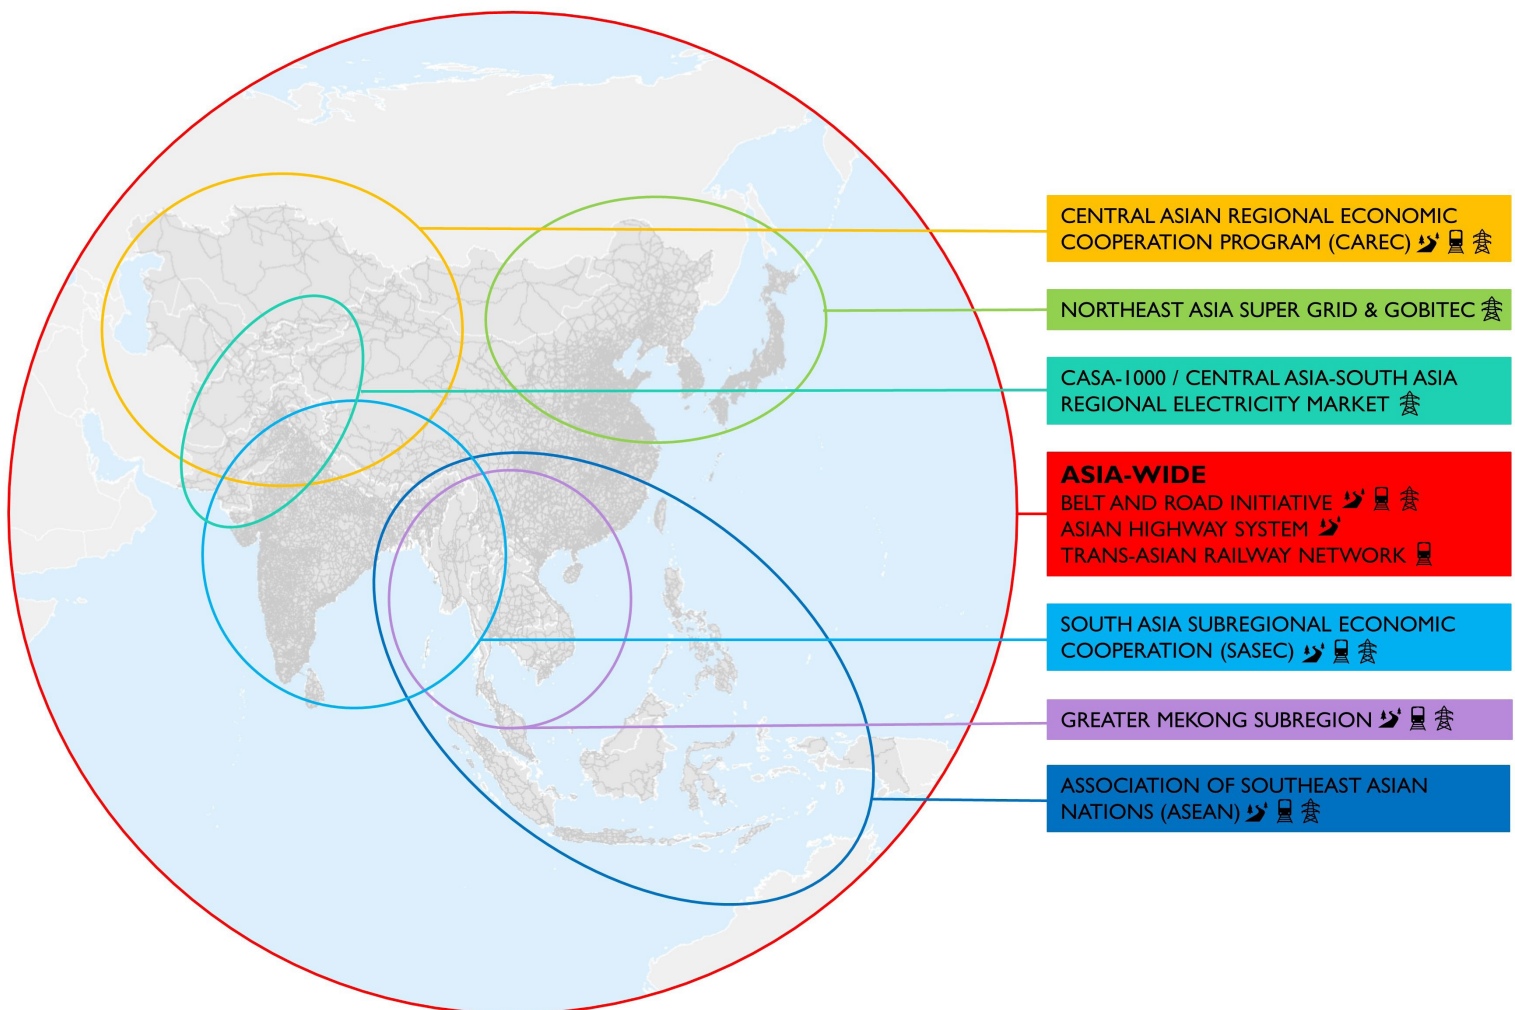 CENTRAL ASIAN REGIONAL ECONOMIC
COOPERATION PROGRAM (CAREC)
NORTHEAST ASIA SUPER GRID & GOBITEC
CASA-1000 / CENTRAL ASIA-SOUTH ASIA
REGIONAL ELECTRICITY MARKET
ASIA-WIDE
BELT AND ROAD INITIATIVE
ASIAN HIGHWAY SYSTEM
TRANS-ASIAN RAILWAY NETWORK
SOUTH ASIA SUBREGIONAL ECONOMIC
COOPERATION (SASEC)
GREATER MEKONG SUBREGION
ASSOCIATION OF SOUTHEAST ASIAN
NATIONS (ASEAN)